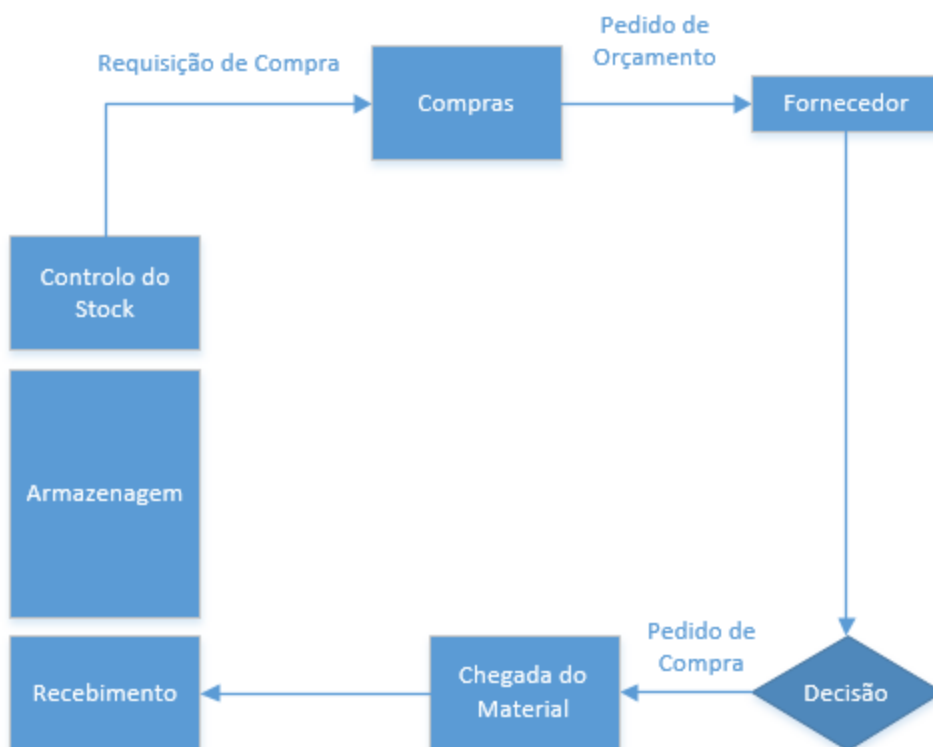 Pedido de
Orçamento
Requisição de Compra
Compras
Fornecedor
Controlo do
Stock
Armazenagem
Pedido de
Compra
Chegada do
Material
Recebimento
Decisão